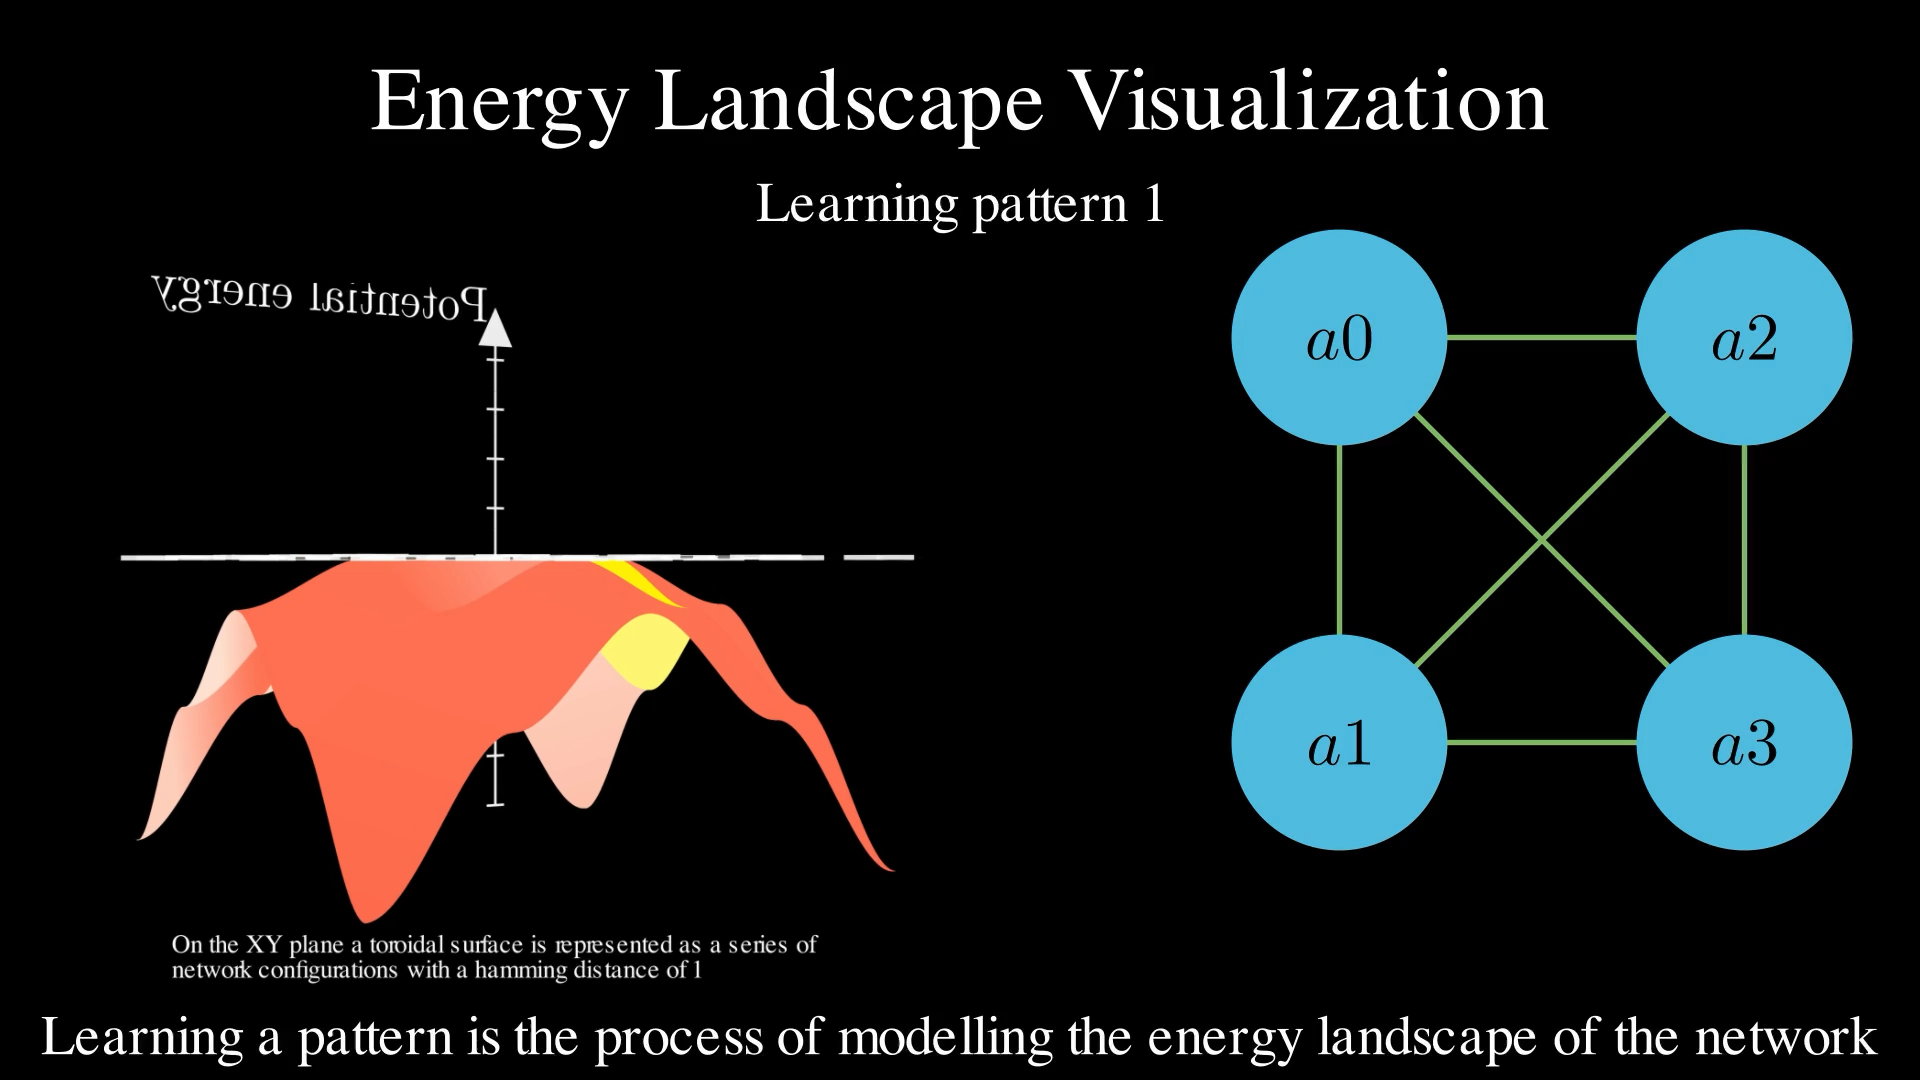 Energy Landscape Visualization
Learning pattern 1
Potential energy
a0
a2
a1
a3
On the XY plane a toroidal surface is represented as a series of
network configurations with a hamming distance of 1
Learning a pattern is the process of modelling the energy landscape of the network